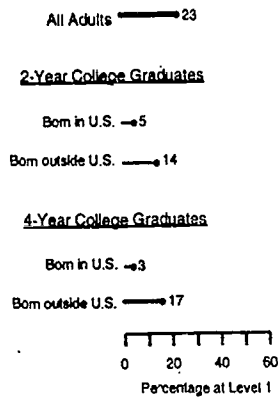 All Adults 23
2-Year College Graduates
Born in U.S. 5
Born outside U.S. 14
4-Year College Graduates
Born in U.S. 3
Born outside U.S. 17
0 20 40 60
Percentage at Level 1